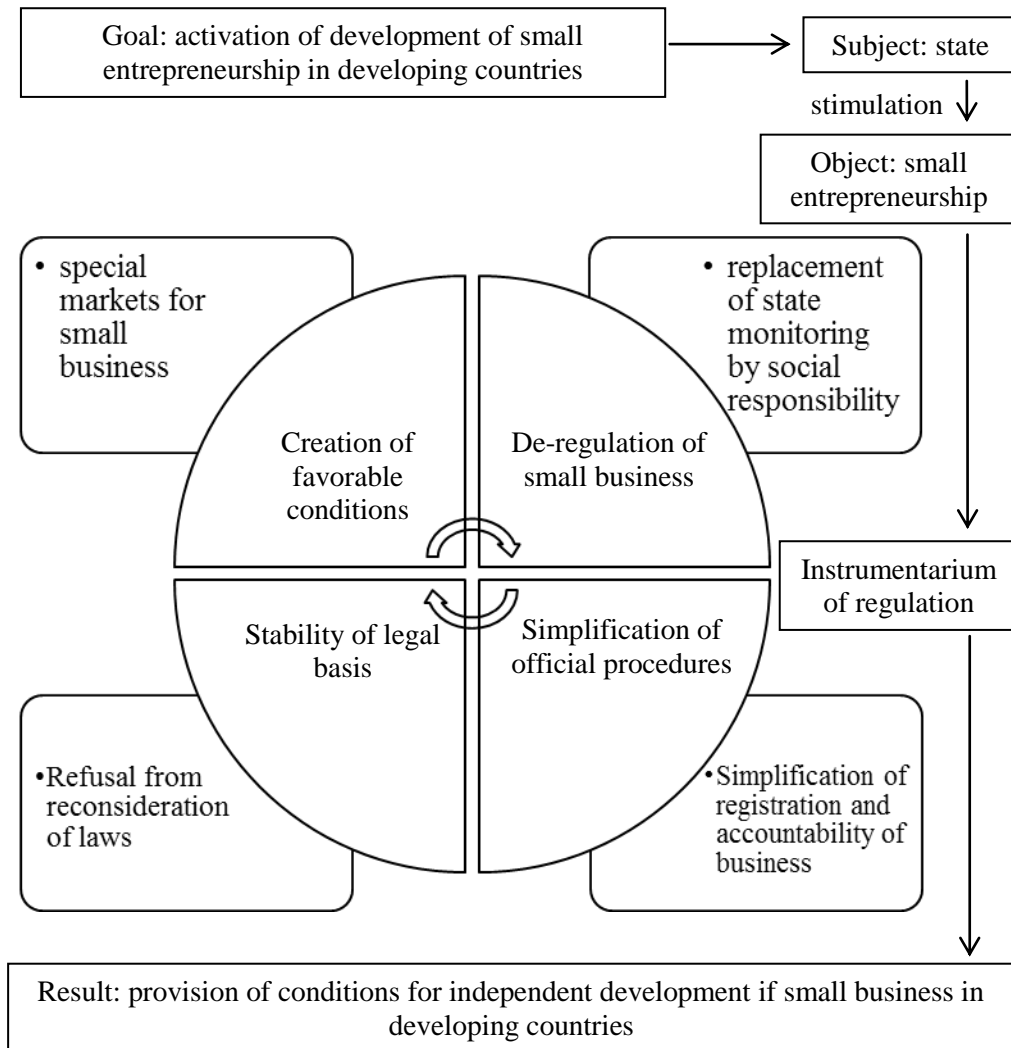 Goal: activation of development of small
entrepreneurship in developing countries
Subject: state
stimulation
Object: small
entrepreneurship
• special
markets for
small
business
• replacement
of state
monitoring
by social
responsibility
Creation of
favorable
conditions
De-regulation of
small business
Instrumentarium
of regulation
Stability of legal
basis
Simplification of
official procedures
•Refusal from
reconsideration
of laws
•Simplification of
registration and
accountability of
business
Result: provision of conditions for independent development if small business in
developing countries